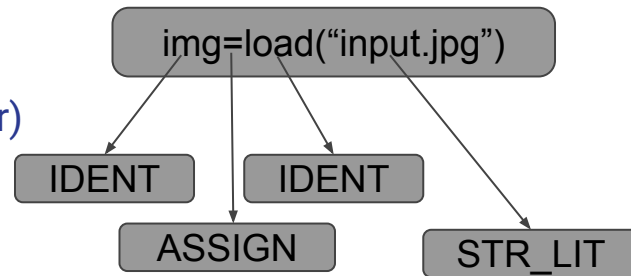 img=load(“input.jpg”)
r)
IDENT IDENT
ASSIGN STR_LIT